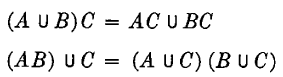 (A ∪ B)C = AC ∪ BC
(AB) ∪ C = (A ∪ C)(B ∪ C)